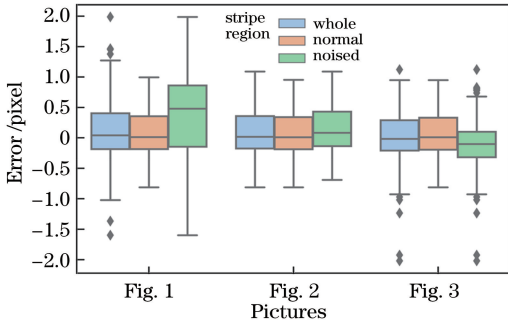 stripe
region
whole
normal
noised
2.0
1.5
1.0
0.5
0
−0.5
−1.0
−1.5
−2.0
Error/pixel
Fig. 1
Fig. 2
Fig. 3
Pictures